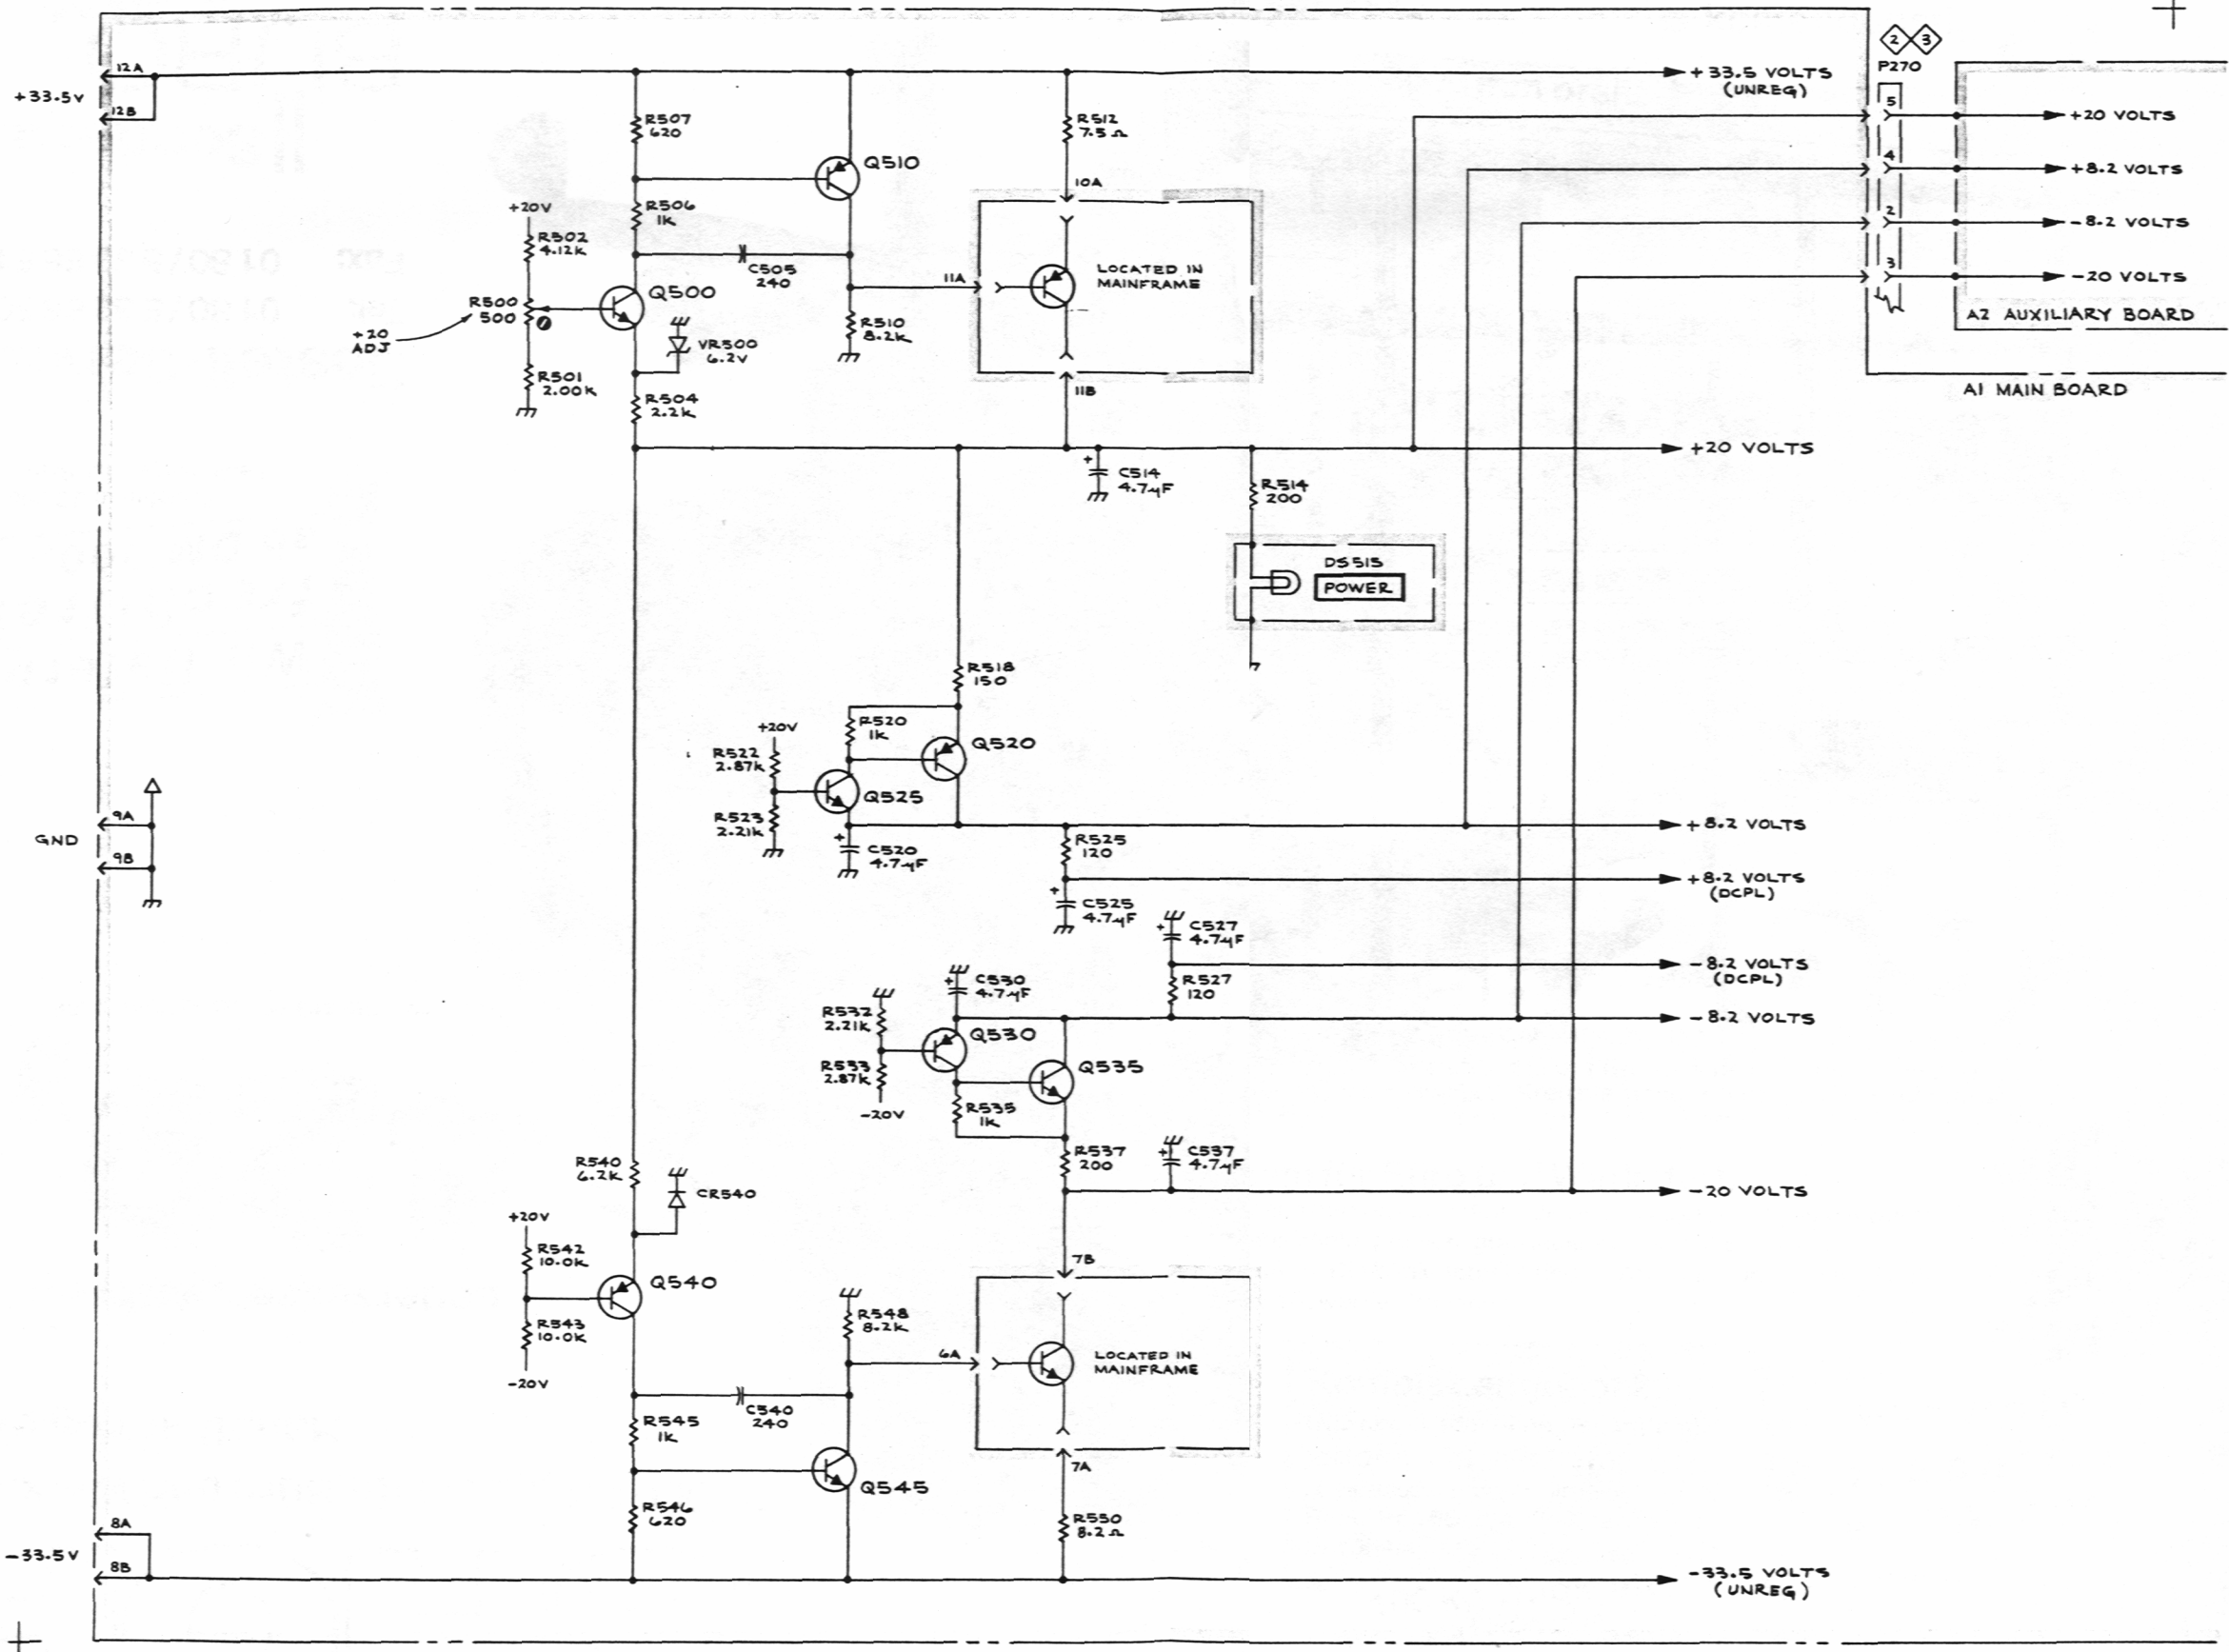 12A
+33.5V
12B
+33.5 VOLTS
(UNREG)
2 3
P270
5
+20 VOLTS
4
+8.2 VOLTS
2
-8.2 VOLTS
3
-20 VOLTS
A2 AUXILIARY BOARD
A1 MAIN BOARD
R507
620
Q510
R512
7.5 Ω
10A
R506
1K
+20V
R502
4.12K
C505
240
11A
LOCATED IN
MAINFRAME
Q500
R500
500
+20
ADJ
VR500
6.2V
R510
8.2K
R501
2.00K
R504
2.2K
11B
+20 VOLTS
C514
4.7µF
R514
200
DS515
POWER
R518
150
R520
1K
+20V
Q520
R522
2.87K
Q525
R523
2.21K
C520
4.7µF
9A
GND
9B
+8.2 VOLTS
R525
120
+8.2 VOLTS
(DCPL)
C525
4.7µF
C527
4.7µF
-8.2 VOLTS
(DCPL)
R527
120
C530
4.7µF
R532
2.21K
-8.2 VOLTS
Q530
R533
2.87K
Q535
-20V
R535
1K
R537
200
C537
4.7µF
-20 VOLTS
R540
6.2K
CR540
+20V
R542
10.0K
7B
Q540
R543
10.0K
-20V
R548
8.2K
6A
LOCATED IN
MAINFRAME
C540
240
R545
1K
Q545
7A
R546
620
R550
8.2 Ω
8A
-33.5V
8B
-33.5 VOLTS
(UNREG)